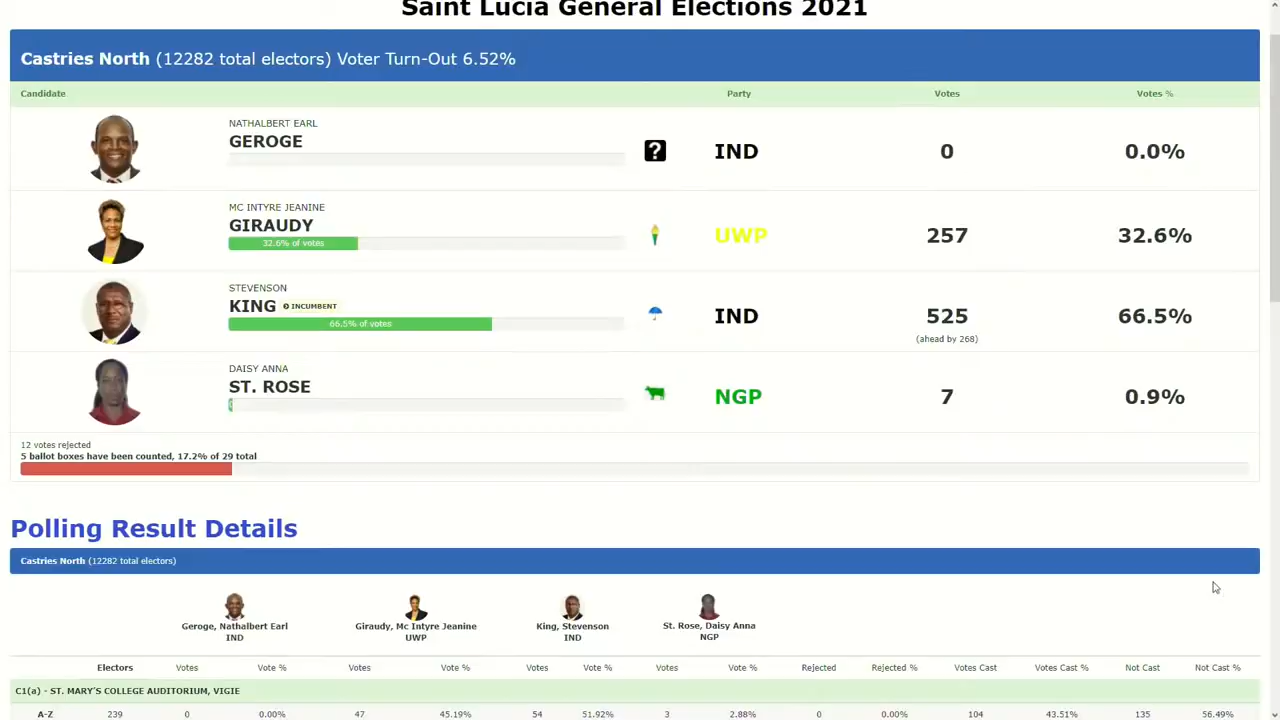 Saint Lucia General Elections 2021
Castries North (12282 total electors) Voter Turn-Out 6.52%
Candidate Party Votes Votes %
NATHALBERT EARL
GEROGE
? IND 0 0.0%
MC INTYRE JEANINE
GIRAUDY
32.6% of votes
UWP 257 32.6%
STEVENSON
KING INCUMBENT
66.5% of votes
IND 525 66.5%
(ahead by 268)
DAISY ANNA
ST. ROSE
NGP 7 0.9%
12 votes rejected
5 ballot boxes have been counted, 17.2% of 29 total
Polling Result Details
Castries North (12282 total electors)
Geroge, Nathalbert Earl Giraudy, Mc Intyre Jeanine King, Stevenson St. Rose, Daisy Anna
IND UWP IND NGP
Electors Votes Vote % Votes Vote % Votes Vote % Votes Vote % Rejected Rejected % Votes Cast Votes Cast % Not Cast Not Cast %
C1(a) - ST. MARY'S COLLEGE AUDITORIUM, VIGIE
A-Z 239 0 0.00% 47 45.19% 54 51.92% 3 2.88% 0 0.00% 104 43.51% 135 56.49%